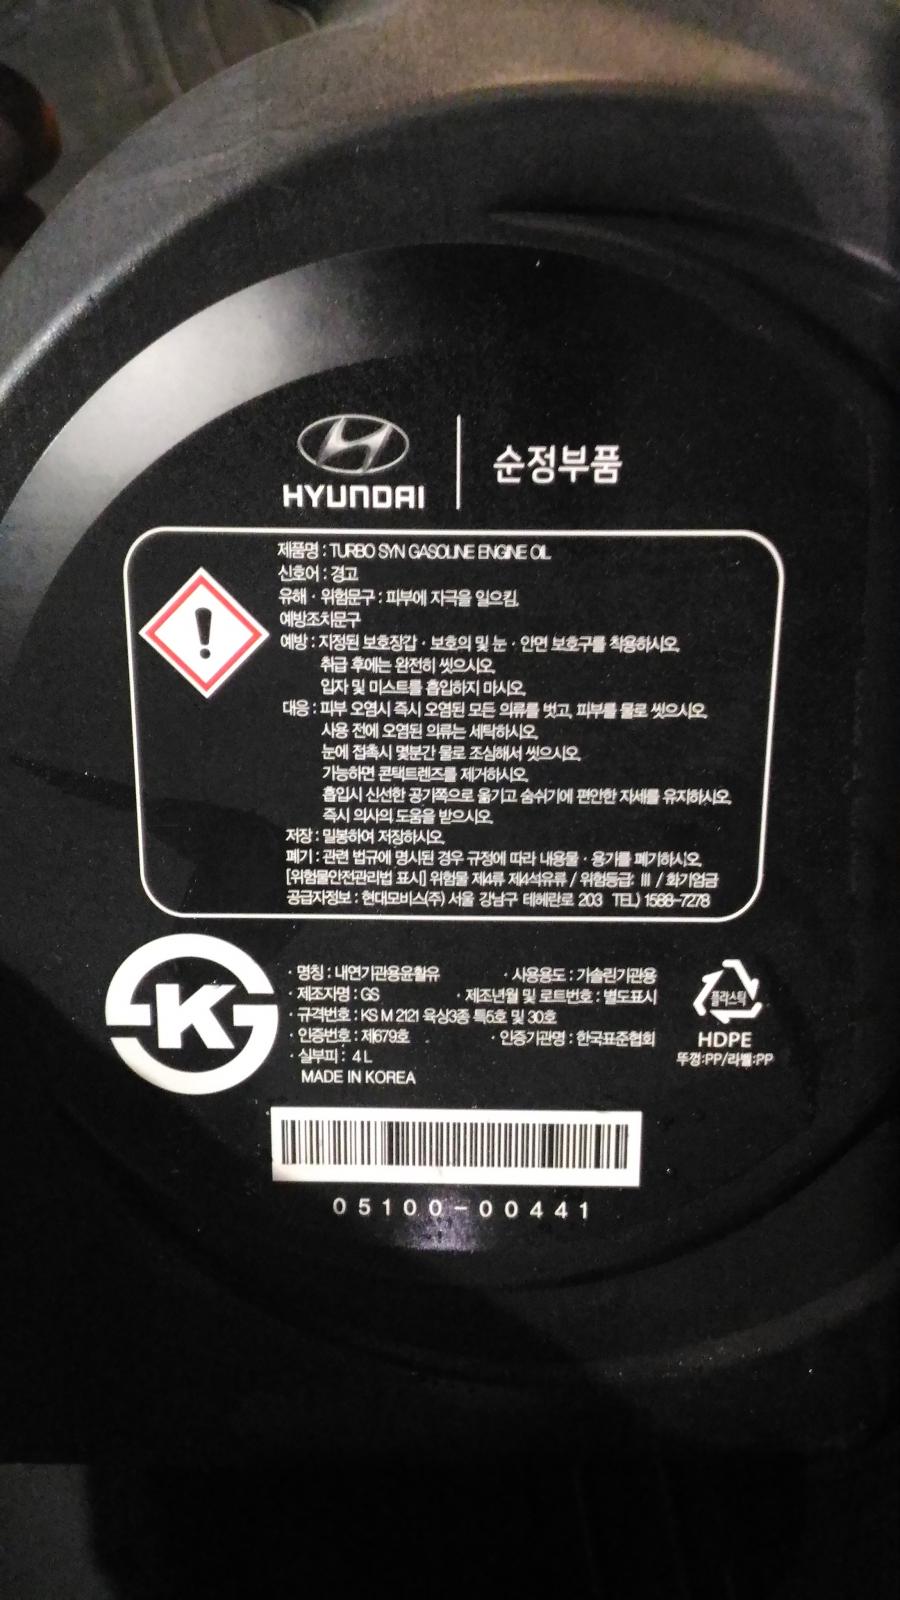 HYUNDAI 순정부품
제품명 : TURBO SYN GASOLINE ENGINE OIL
신호어 : 경고
유해 · 위험문구 : 피부에 자극을 일으킴.
예방조치문구
예방 : 지정된 보호장갑 · 보호의 및 눈 · 안면 보호구를 착용하시오.
취급 후에는 완전히 씻으시오.
입자 및 미스트를 흡입하지 마시오.
대응 : 피부 오염시 즉시 오염된 모든 의류를 벗고, 피부를 물로 씻으시오.
사용 전에 오염된 의류는 세탁하시오.
눈에 접촉시 몇분간 물로 조심해서 씻으시오.
가능하면 콘택트렌즈를 제거하시오.
흡입시 신선한 공기쪽으로 옮기고 숨쉬기에 편안한 자세를 유지하시오.
즉시 의사의 도움을 받으시오.
저장 : 밀봉하여 저장하시오.
폐기 : 관련 법규에 명시된 경우 규정에 따라 내용물 · 용기를 폐기하시오.
[위험물안전관리법 표시] 위험물 제4류 제4석유류 / 위험등급: III / 화기엄금
공급자정보 : 현대모비스(주) 서울 강남구 테헤란로 203 TEL) 1588-7278
· 명칭 : 내연기관용윤활유 · 사용용도 : 가솔린기관용
· 제조자명 : GS · 제조년월 및 로트번호 : 별도표시
· 규격번호 : KS M 2121 육상3종 특5호 및 30호
· 인증번호 : 제679호 · 인증기관명 : 한국표준협회
· 실부피 : 4 L
MADE IN KOREA
플라스틱
HDPE
뚜껑:PP/라벨:PP
05100-00441